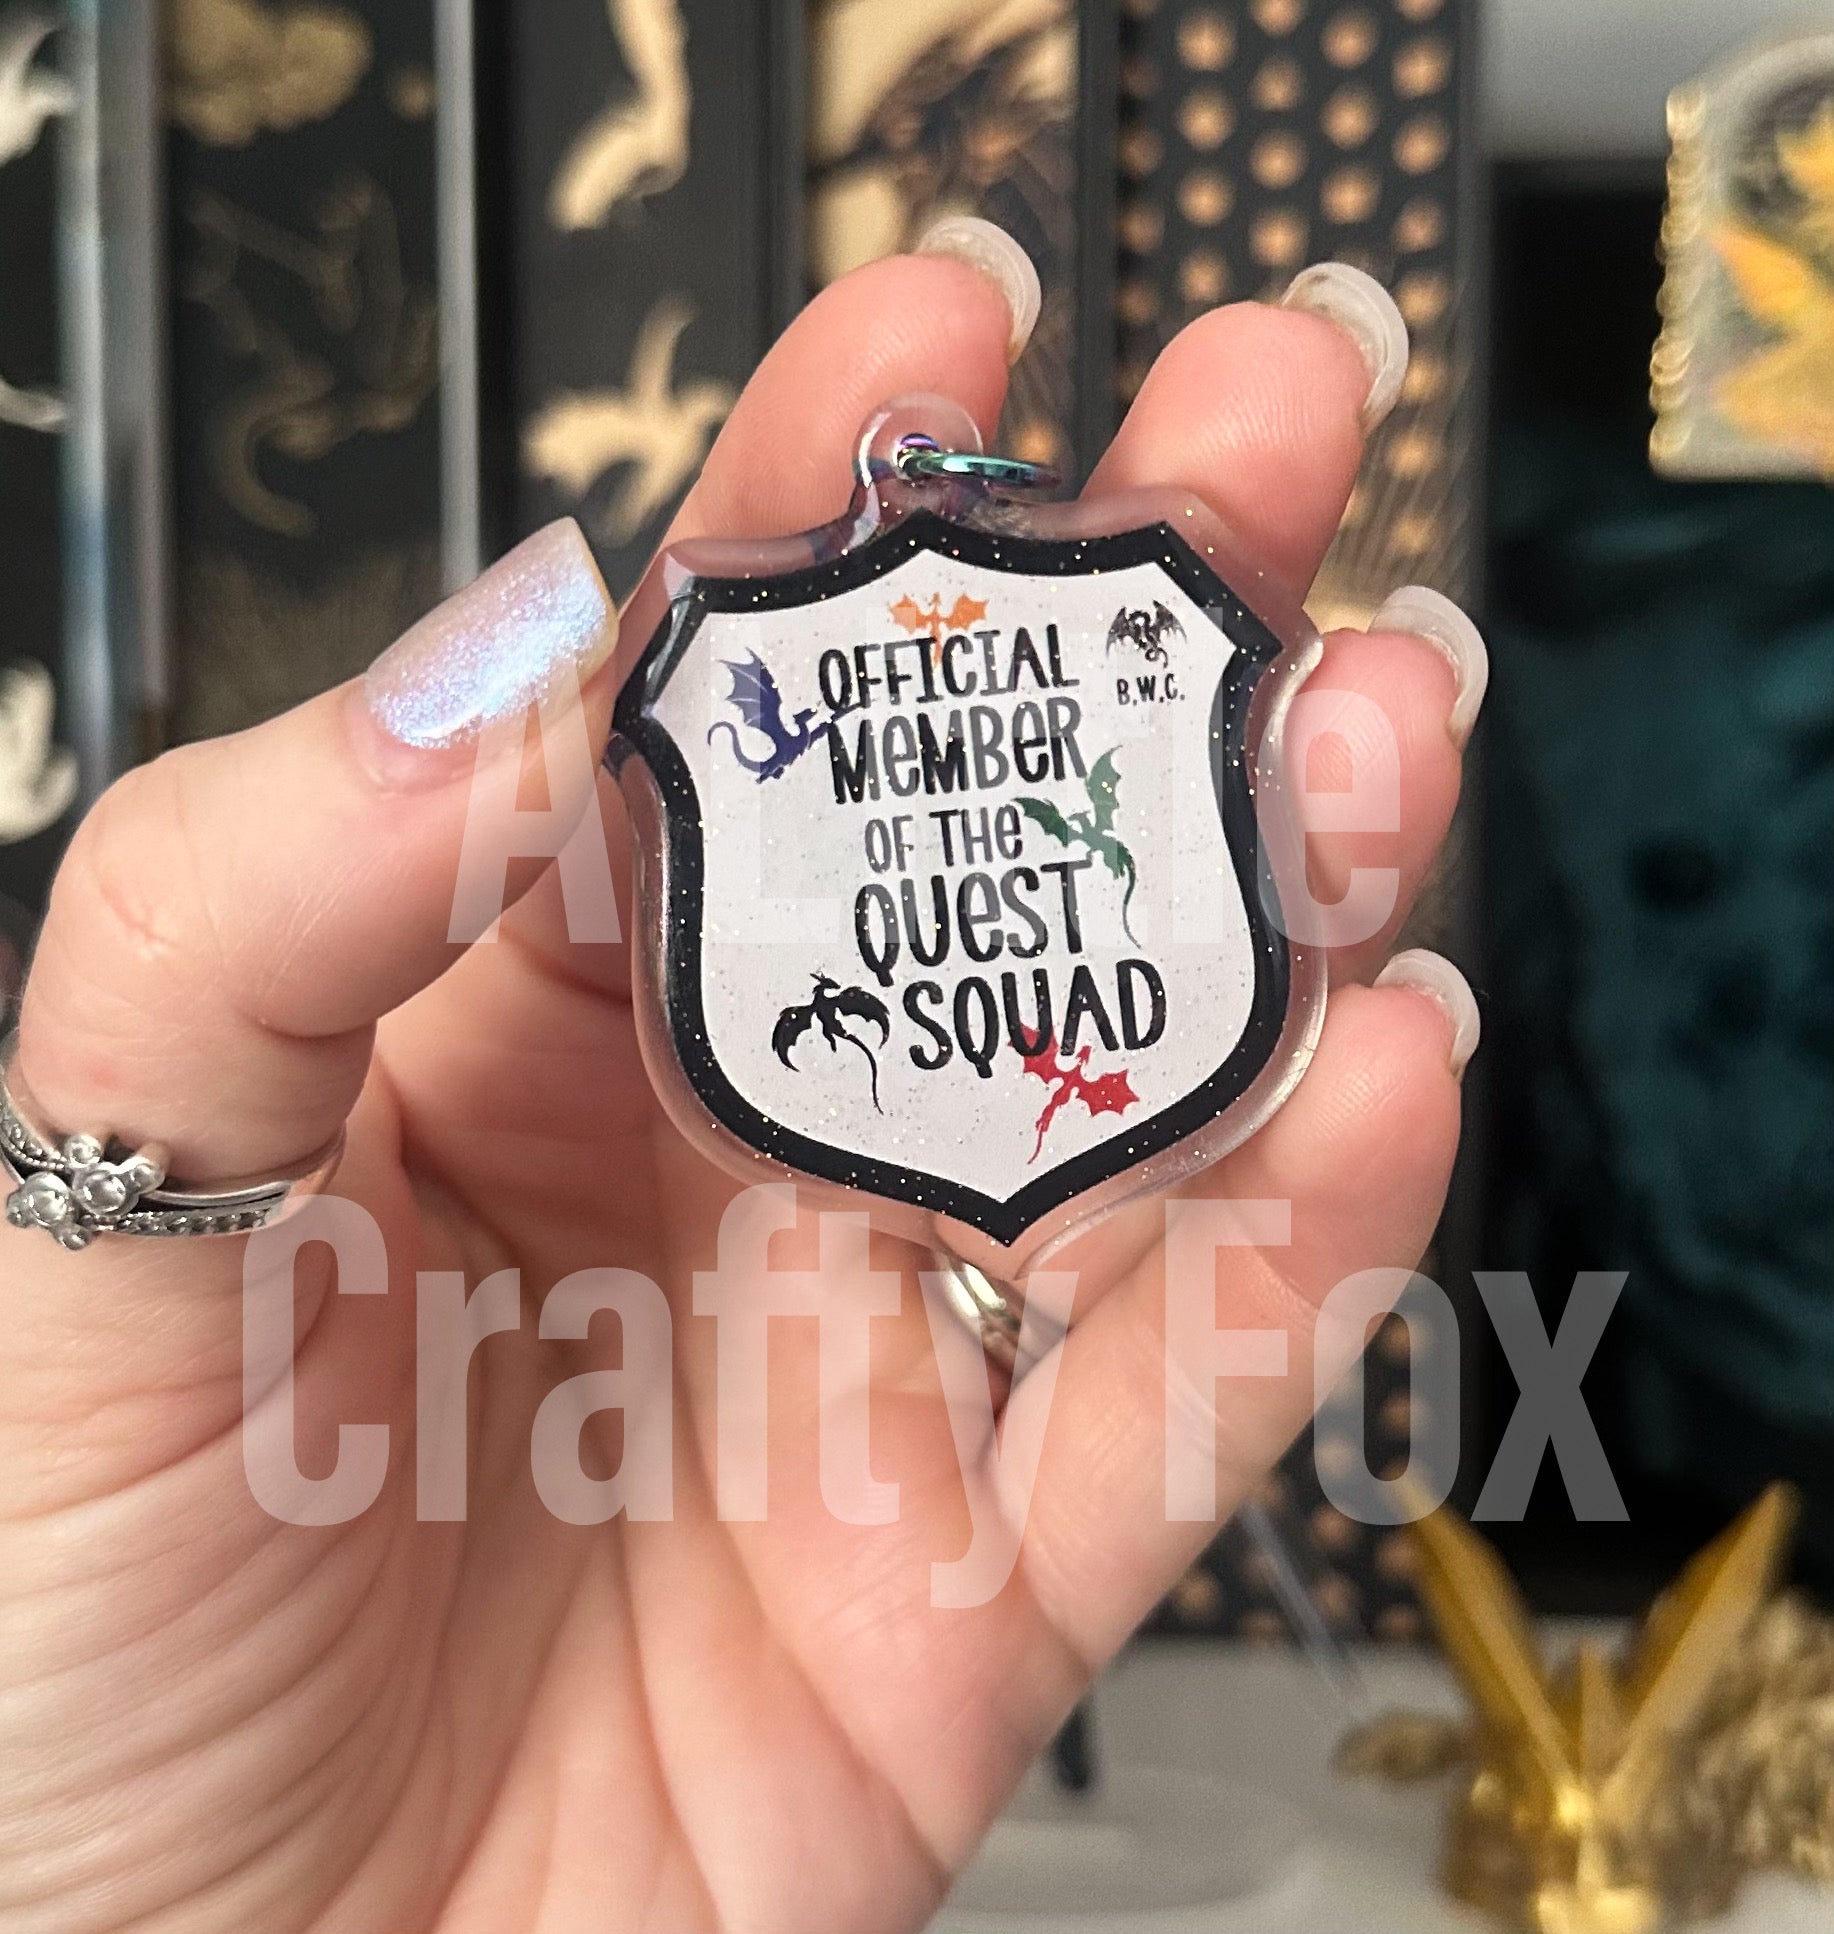 OFFICIAL
B.W.C.
MeMBeR
OF THe
QUeST
SQUAD
A Little
Crafty Fox